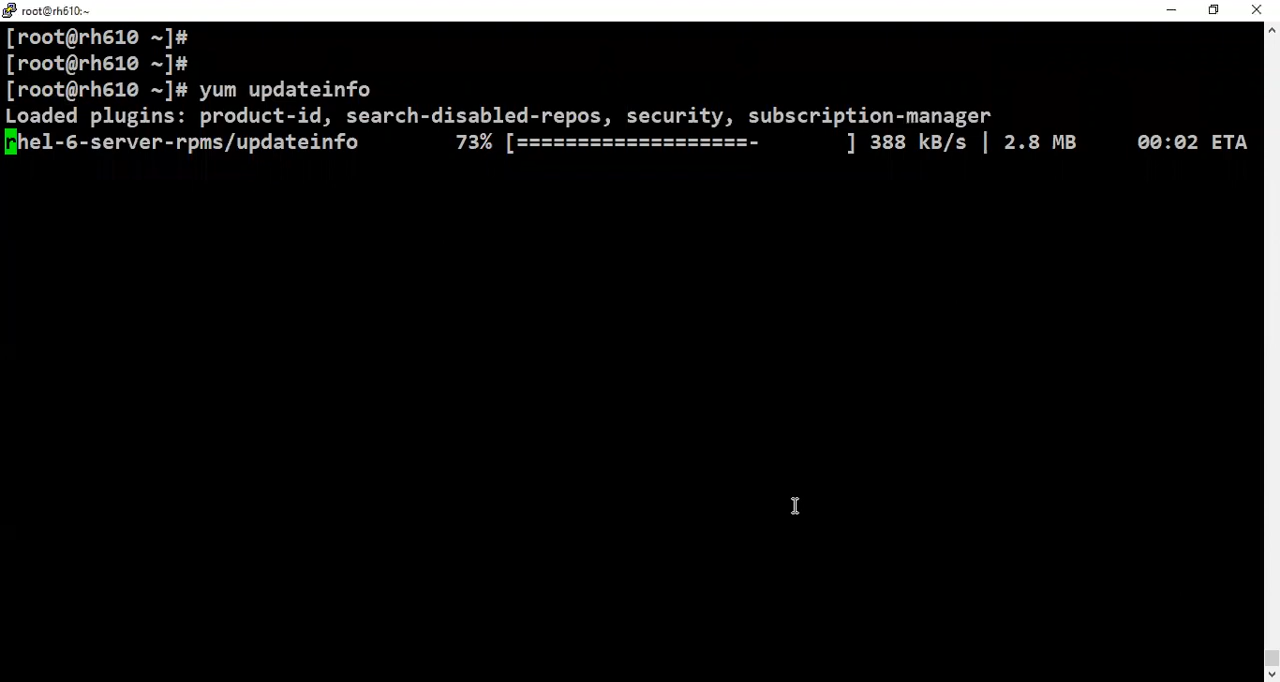 root@rh610:~
[root@rh610 ~]#
[root@rh610 ~]#
[root@rh610 ~]# yum updateinfo
Loaded plugins: product-id, search-disabled-repos, security, subscription-manager
rhel-6-server-rpms/updateinfo        73% [===================-       ] 388 kB/s | 2.8 MB     00:02 ETA